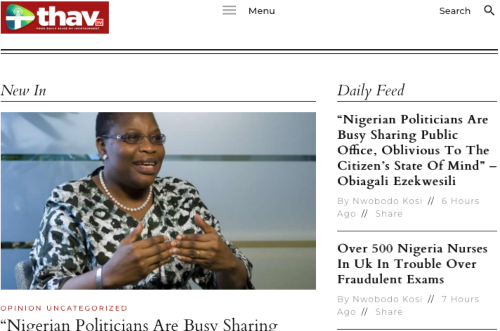 thav.
Menu
Search
New In
OPINION UNCATEGORIZED
“Nigerian Politicians Are Busy Sharing
Daily Feed
“Nigerian Politicians Are
Busy Sharing Public
Office, Oblivious To The
Citizen’s State Of Mind” –
Obiagali Ezekwesili
By Nwobodo Kosi // 6 Hours
Ago // Share
Over 500 Nigeria Nurses
In Uk In Trouble Over
Fraudulent Exams
By Nwobodo Kosi // 7 Hours
Ago // Share